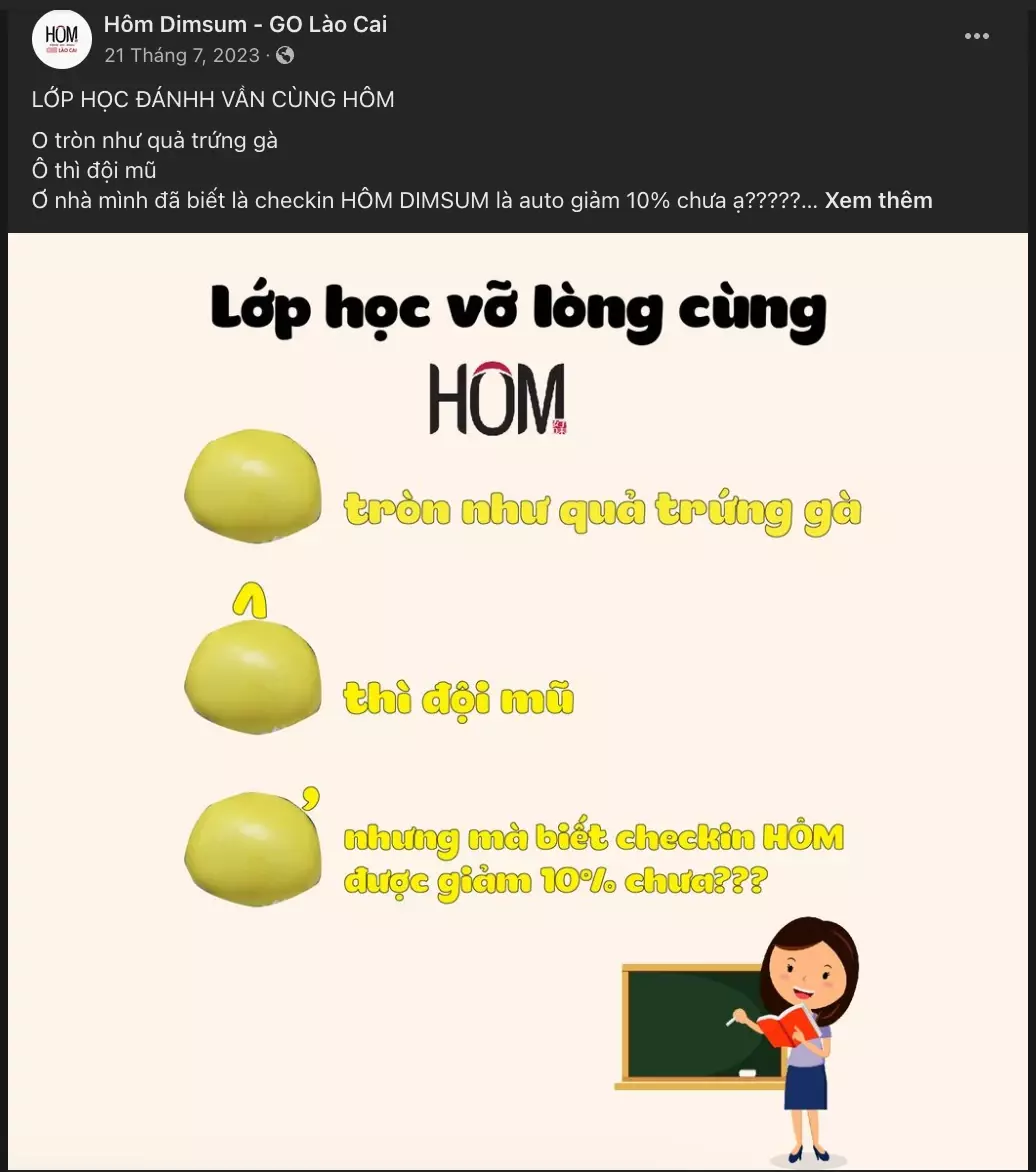 HÔM
LÀO CAI
Hôm Dimsum - GO Lào Cai
21 Tháng 7, 2023 ·
LỚP HỌC ĐÁNHH VẦN CÙNG HÔM
O tròn như quả trứng gà
Ô thì đội mũ
Ơ nhà mình đã biết là checkin HÔM DIMSUM là auto giảm 10% chưa ạ?????... Xem thêm
Lớp học vỡ lòng cùng
HÔM
tròn như quả trứng gà
^
thì đội mũ
,
nhưng mà biết checkin HÔM
được giảm 10% chưa???